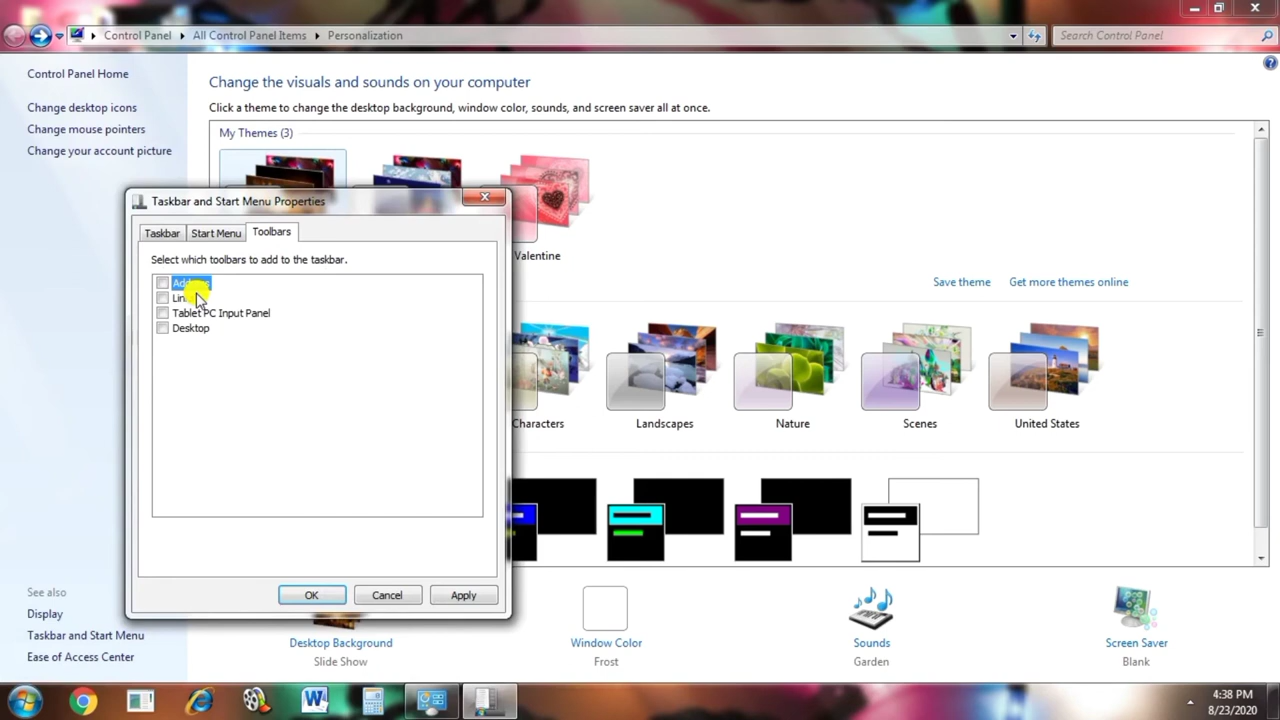 Control Panel
All Control Panel Items
Personalization
Search Control Panel
Control Panel Home
Change desktop icons
Change mouse pointers
Change your account picture
Change the visuals and sounds on your computer
Click a theme to change the desktop background, window color, sounds, and screen saver all at once.
My Themes (3)
Valentine
Save theme
Get more themes online
Characters
Landscapes
Nature
Scenes
United States
Taskbar and Start Menu Properties
Taskbar
Start Menu
Toolbars
Select which toolbars to add to the taskbar.
Tablet PC Input Panel
Desktop
OK
Cancel
Apply
See also
Display
Taskbar and Start Menu
Ease of Access Center
Desktop Background
Slide Show
Window Color
Frost
Sounds
Garden
Screen Saver
Blank
4:38 PM
8/23/2020